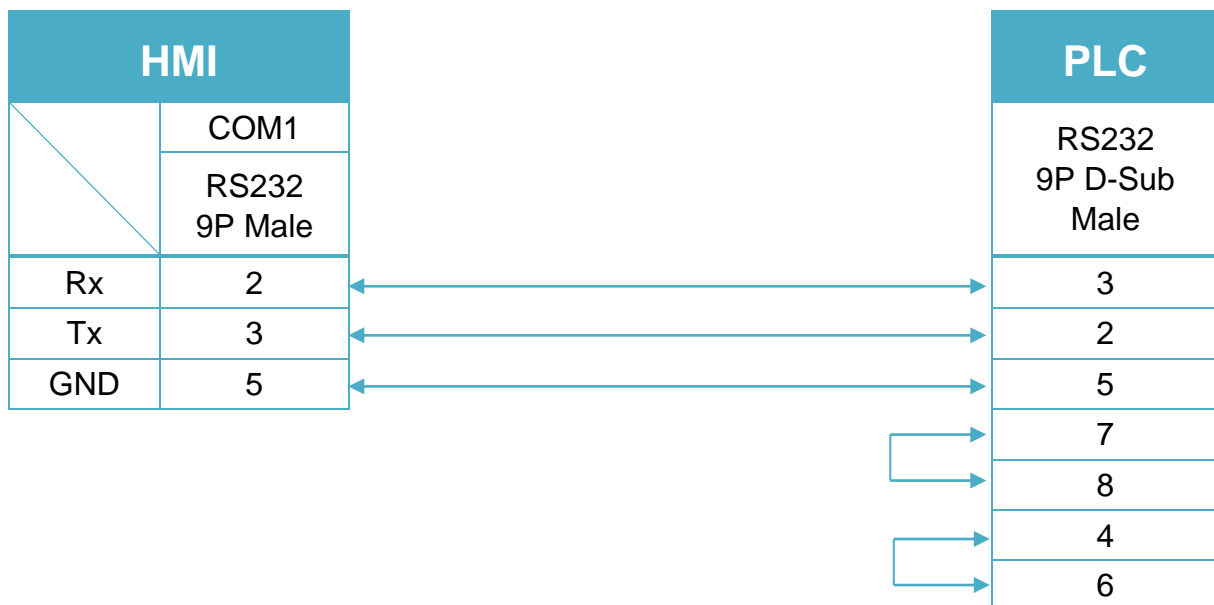 HMI
PLC
COM1
RS232
9P Male
RS232
9P D-Sub
Male
Rx 2 3
Tx 3 2
GND 5 5
7
8
4
6